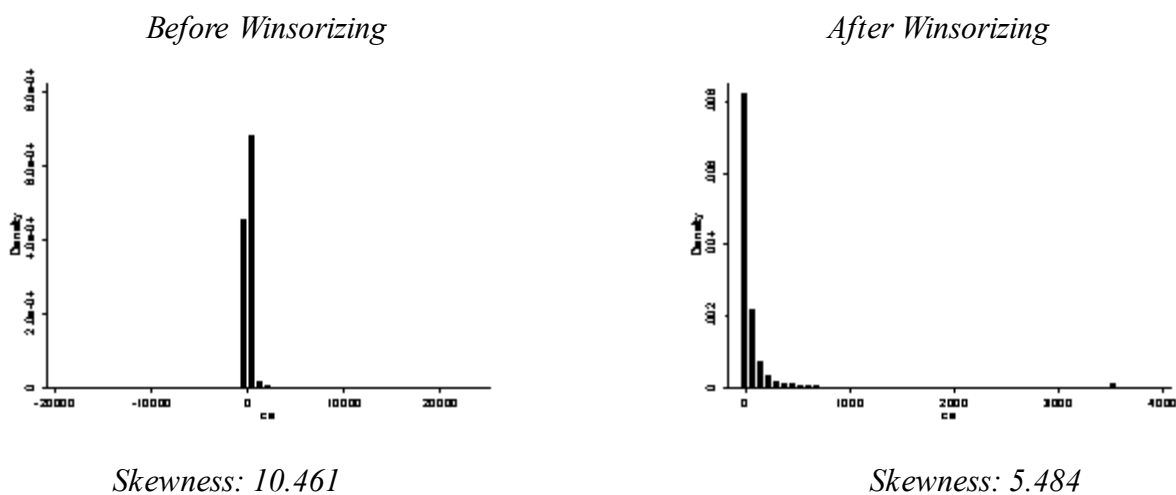 Before Winsorizing
After Winsorizing
Density
0
2.0e-04
4.0e-04
6.0e-04
8.0e-04
-20000
-10000
0
10000
20000
Density
0
.002
.004
.006
.008
0
1000
2000
3000
4000
Skewness: 10.461
Skewness: 5.484